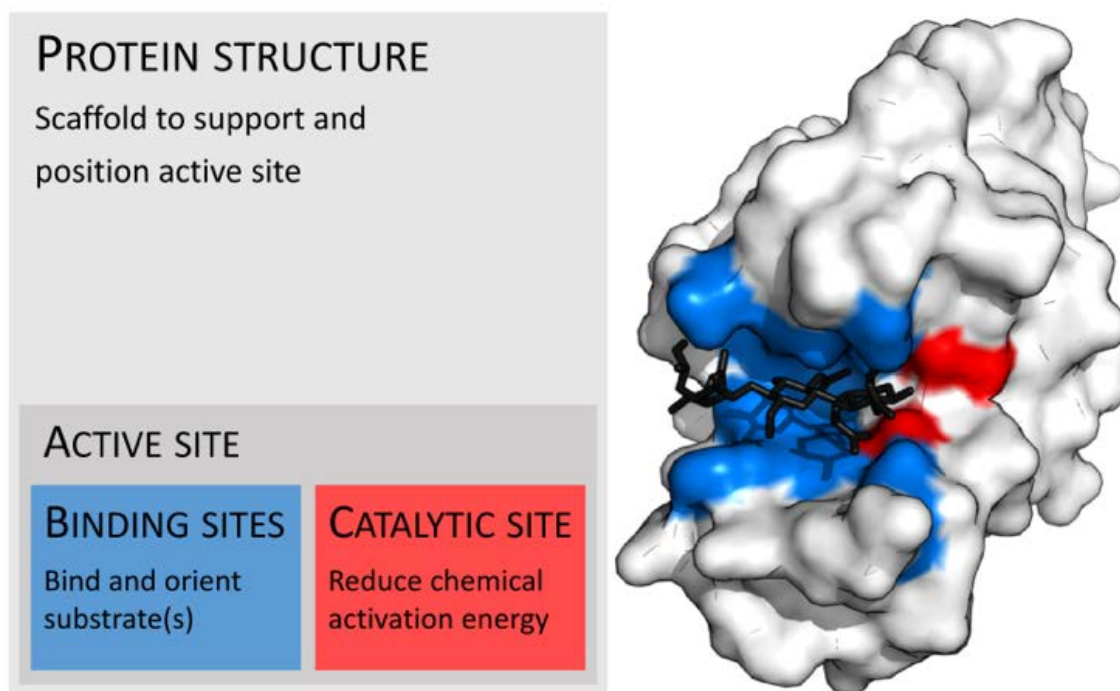 PROTEIN STRUCTURE
Scaffold to support and
position active site
ACTIVE SITE
BINDING SITES
Bind and orient
substrate(s)
CATALYTIC SITE
Reduce chemical
activation energy